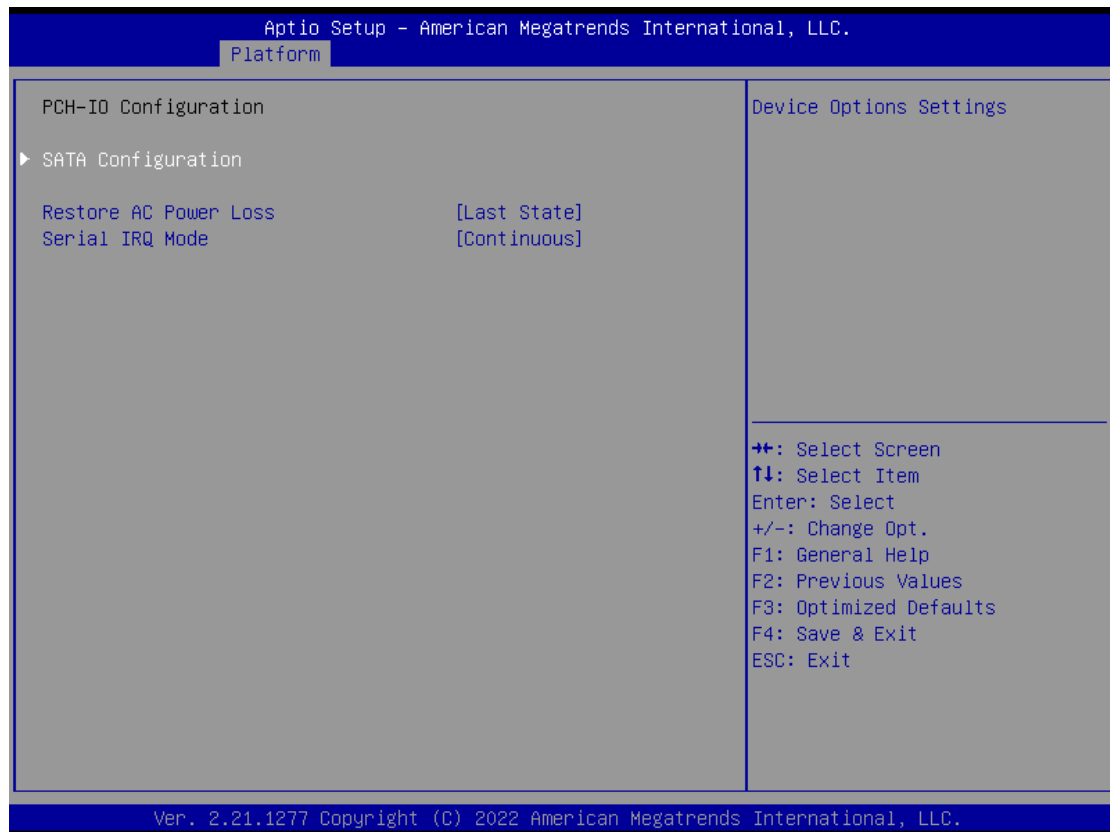 Aptio Setup – American Megatrends International, LLC.
Platform
PCH-IO Configuration
SATA Configuration
Restore AC Power Loss [Last State]
Serial IRQ Mode [Continuous]
Device Options Settings
→←: Select Screen
↑↓: Select Item
Enter: Select
+/-: Change Opt.
F1: General Help
F2: Previous Values
F3: Optimized Defaults
F4: Save & Exit
ESC: Exit
Ver. 2.21.1277 Copyright (C) 2022 American Megatrends International, LLC.